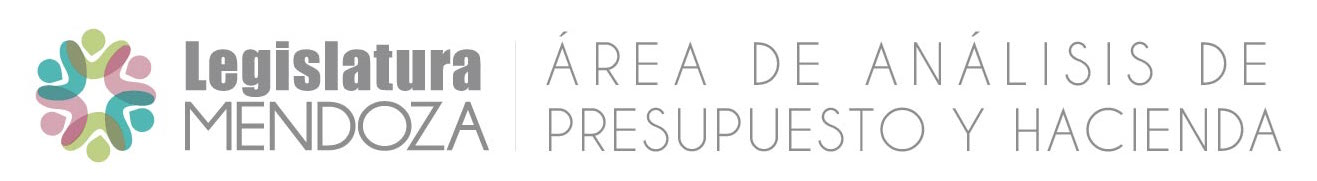 Legislatura
MENDOZA
ÁREA DE ANÁLISIS DE
PRESUPUESTO Y HACIENDA